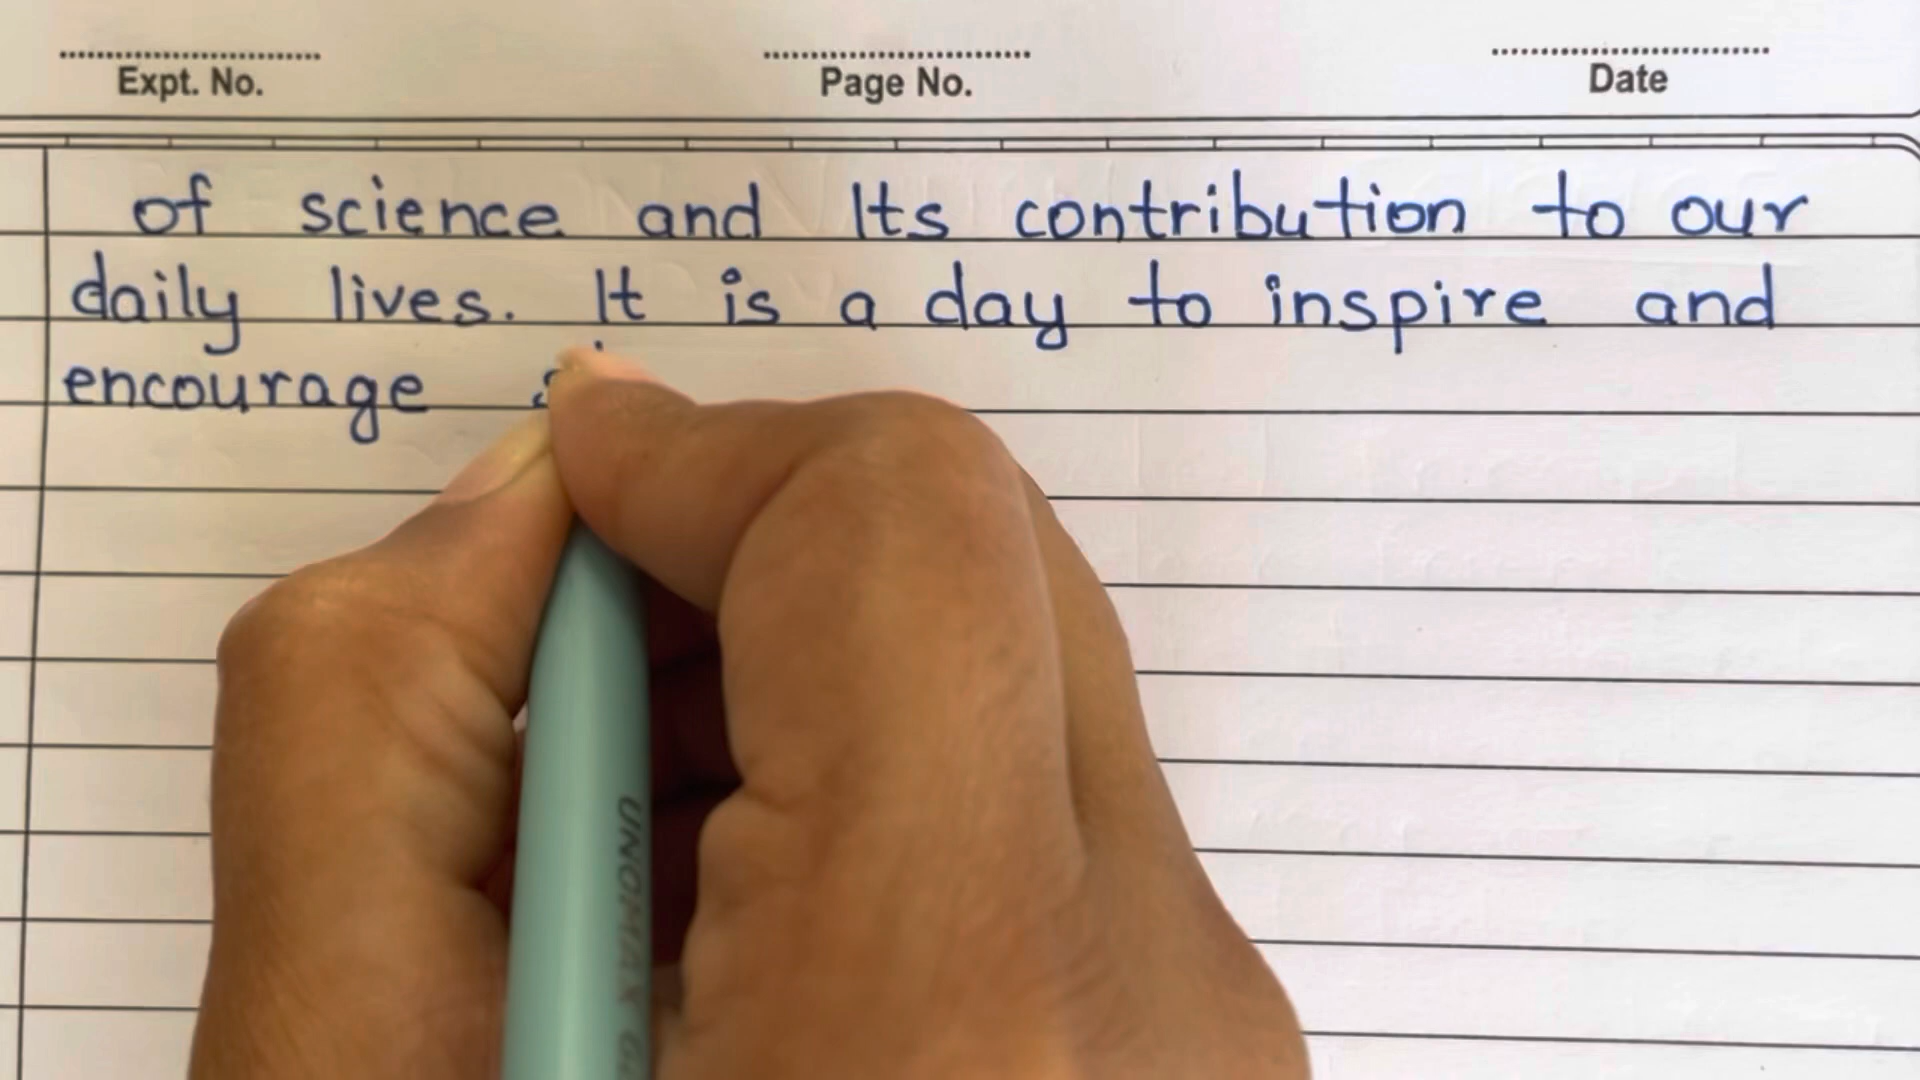 Expt. No. Page No. Date
of science and Its contribution to our
daily lives. It is a day to inspire and
encourage
UNOMAX